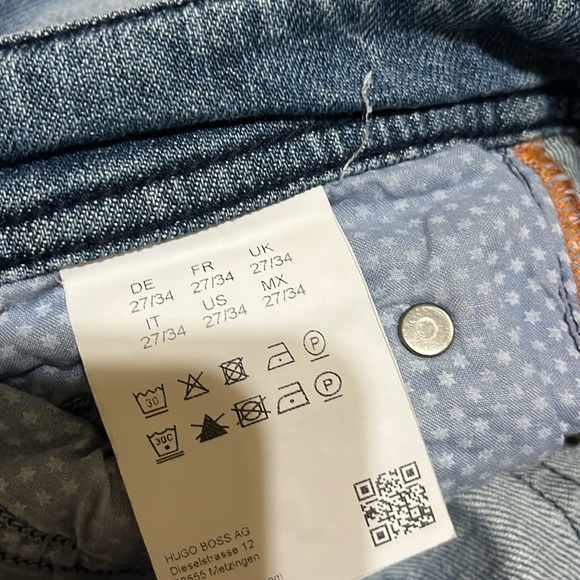 DE FR UK
27/34 27/34 27/34
IT US MX
27/34 27/34 27/34
30 P
30C P
HUGO BOSS AG
Dieselstrasse 12
Metzingen